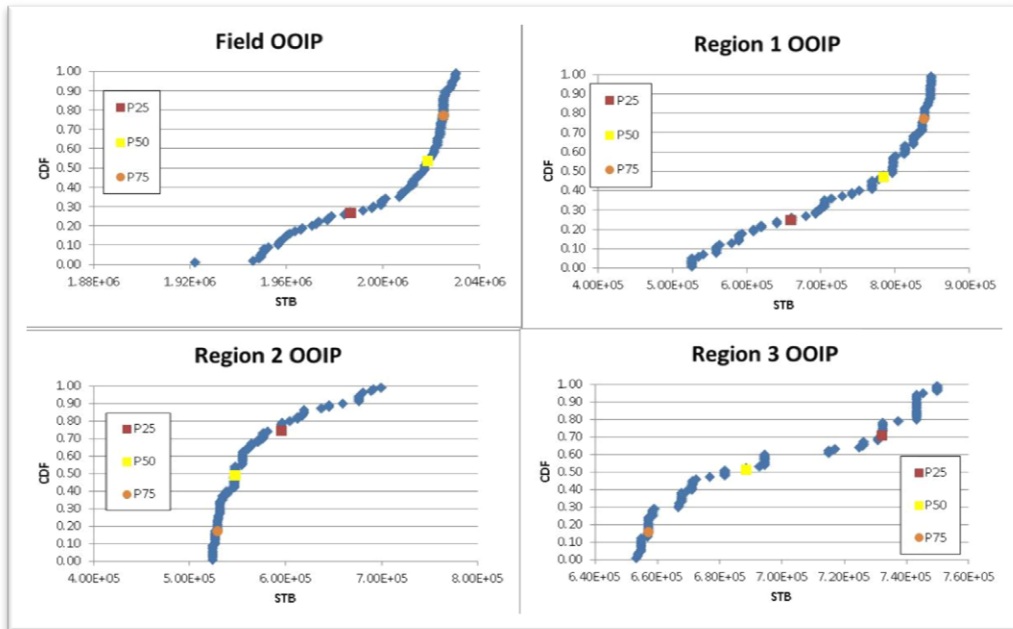 Field OOIP
CDF
1.00
0.90
0.80
0.70
0.60
0.50
0.40
0.30
0.20
0.10
0.00
P25
P50
P75
1.88E+06 1.92E+06 1.96E+06 2.00E+06 2.04E+06
STB
Region 1 OOIP
CDF
1.00
0.90
0.80
0.70
0.60
0.50
0.40
0.30
0.20
0.10
0.00
P25
P50
P75
4.00E+05 5.00E+05 6.00E+05 7.00E+05 8.00E+05 9.00E+05
STB
Region 2 OOIP
CDF
1.00
0.90
0.80
0.70
0.60
0.50
0.40
0.30
0.20
0.10
0.00
P25
P50
P75
4.00E+05 5.00E+05 6.00E+05 7.00E+05 8.00E+05
STB
Region 3 OOIP
CDF
1.00
0.90
0.80
0.70
0.60
0.50
0.40
0.30
0.20
0.10
0.00
P25
P50
P75
6.40E+05 6.60E+05 6.80E+05 7.00E+05 7.20E+05 7.40E+05 7.60E+05
STB